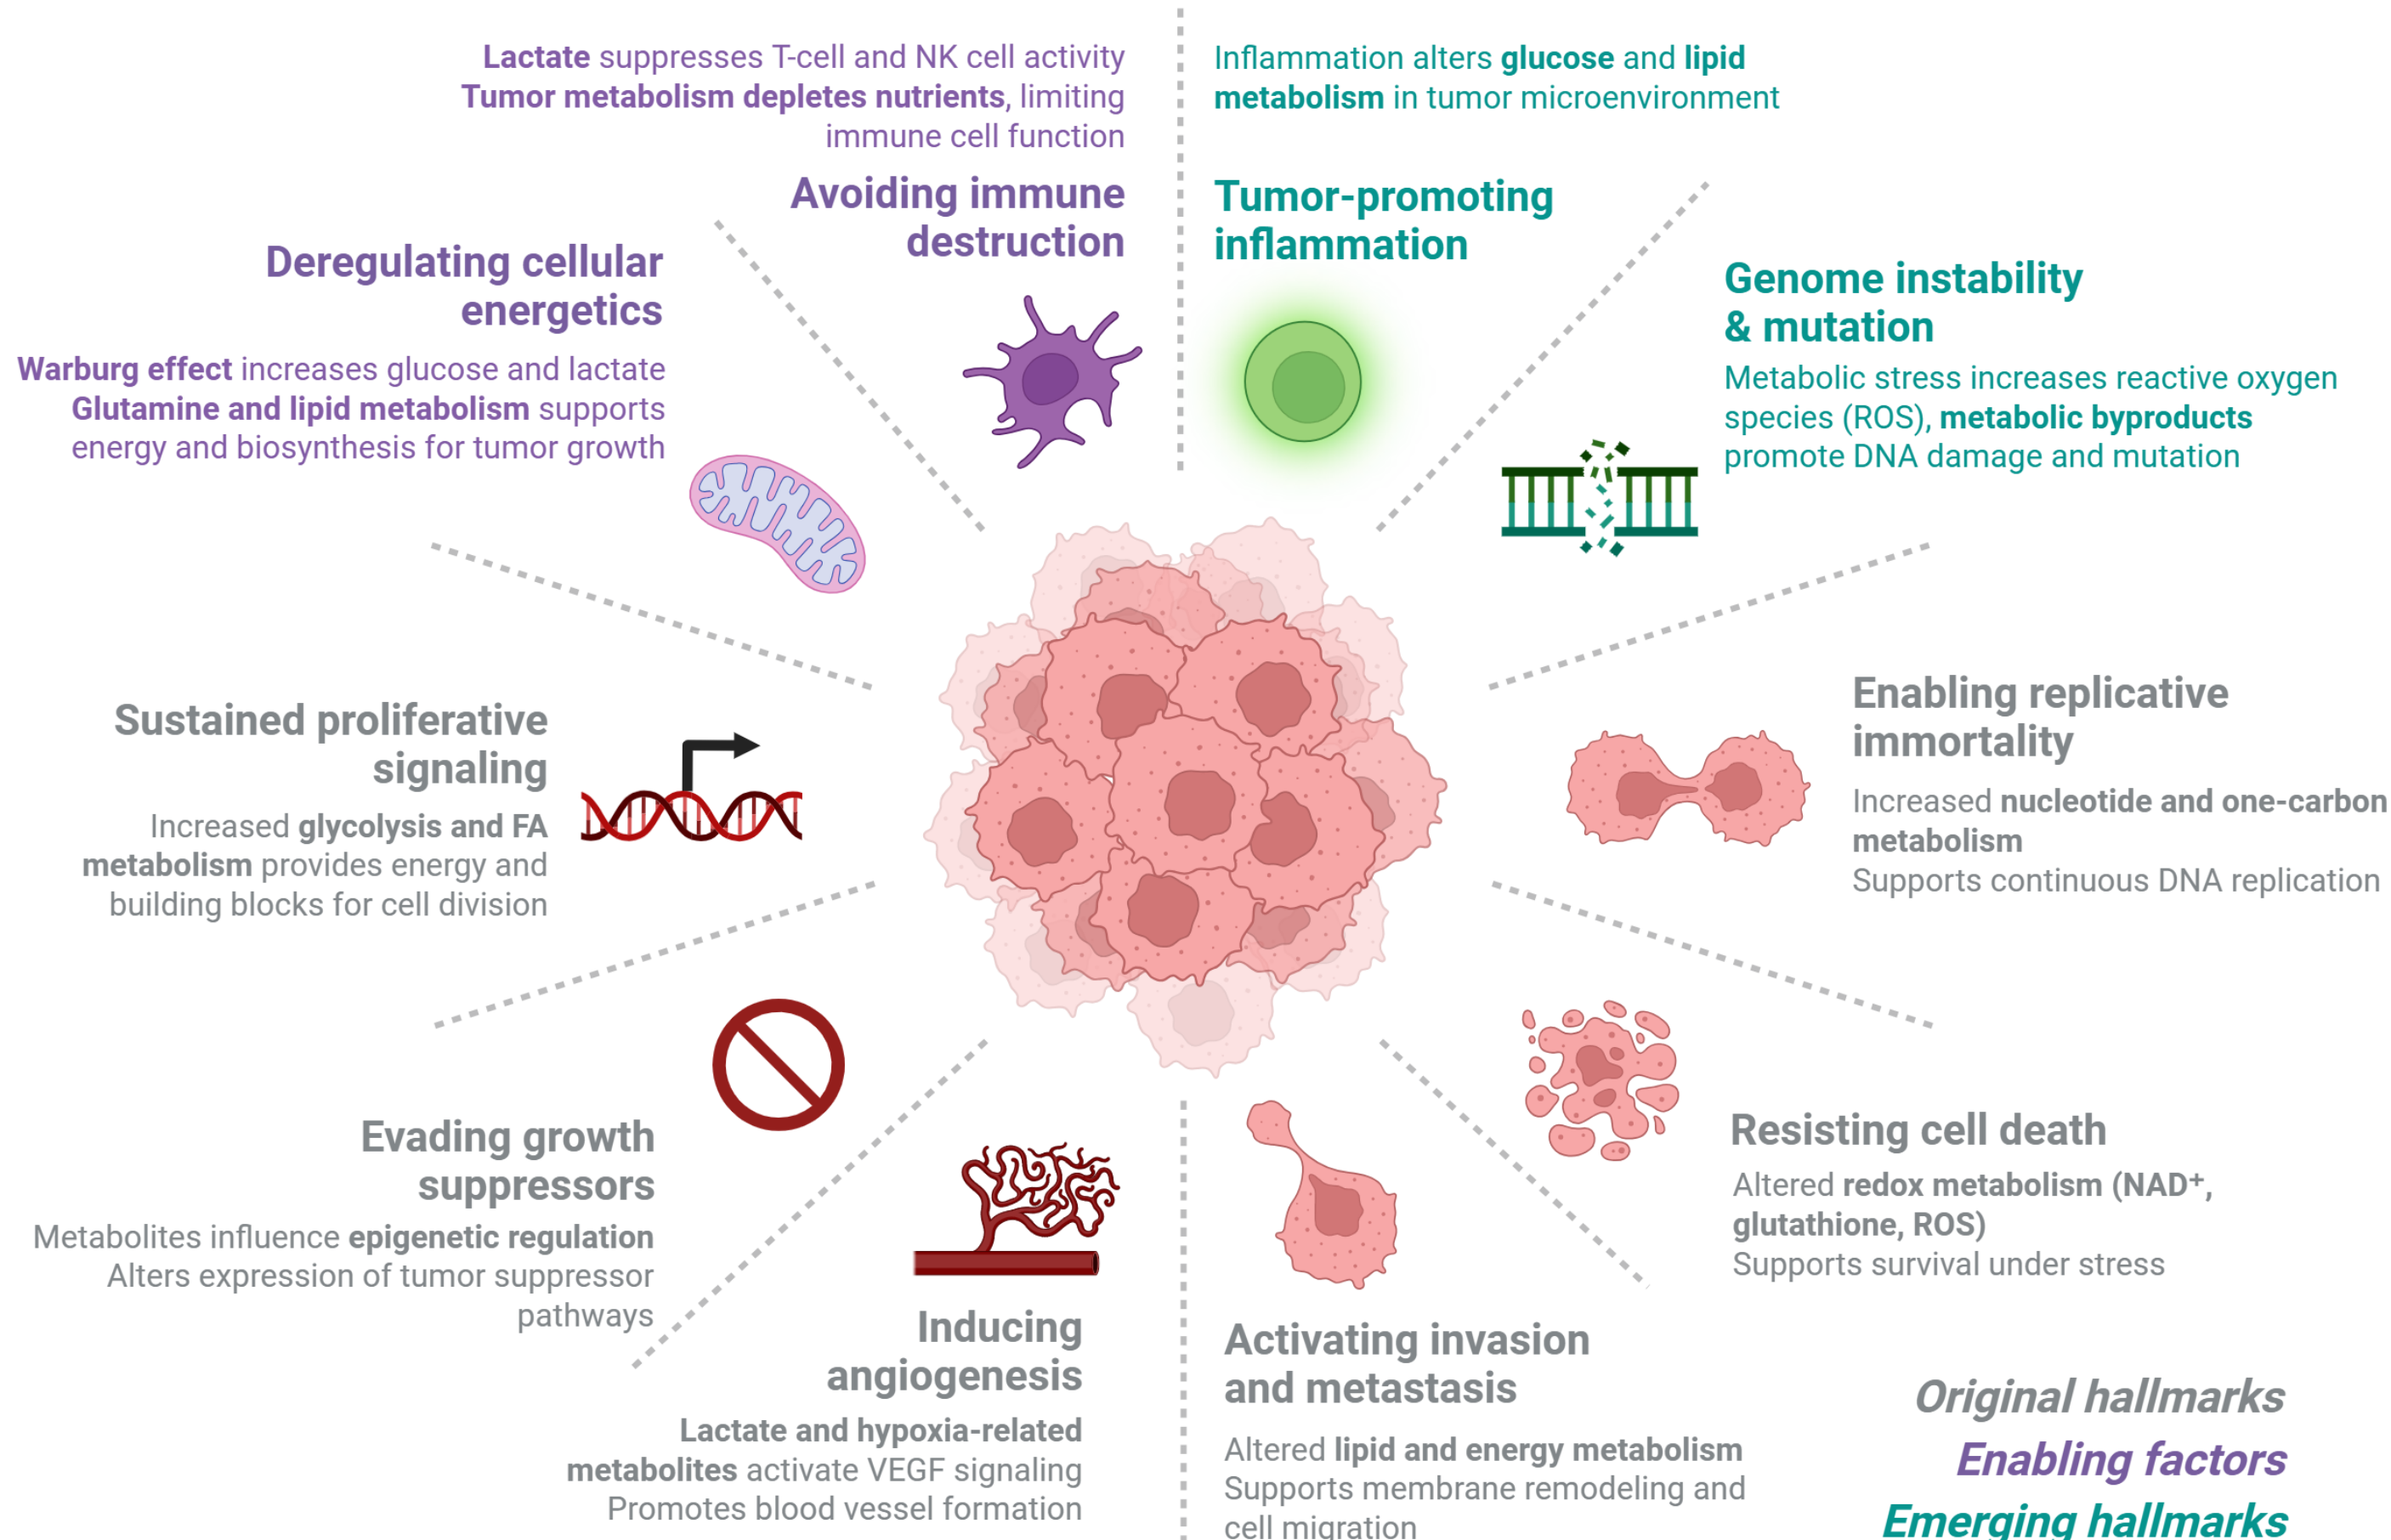 Lactate suppresses T-cell and NK cell activity
Tumor metabolism depletes nutrients, limiting
immune cell function
Avoiding immune
destruction
Inflammation alters glucose and lipid
metabolism in tumor microenvironment
Tumor-promoting
inflammation
Deregulating cellular
energetics
Warburg effect increases glucose and lactate
Glutamine and lipid metabolism supports
energy and biosynthesis for tumor growth
Genome instability
& mutation
Metabolic stress increases reactive oxygen
species (ROS), metabolic byproducts
promote DNA damage and mutation
Sustained proliferative
signaling
Increased glycolysis and FA
metabolism provides energy and
building blocks for cell division
Enabling replicative
immortality
Increased nucleotide and one-carbon
metabolism
Supports continuous DNA replication
Evading growth
suppressors
Metabolites influence epigenetic regulation
Alters expression of tumor suppressor
pathways
Resisting cell death
Altered redox metabolism (NAD⁺,
glutathione, ROS)
Supports survival under stress
Inducing
angiogenesis
Lactate and hypoxia-related
metabolites activate VEGF signaling
Promotes blood vessel formation
Activating invasion
and metastasis
Altered lipid and energy metabolism
Supports membrane remodeling and
cell migration
Original hallmarks
Enabling factors
Emerging hallmarks